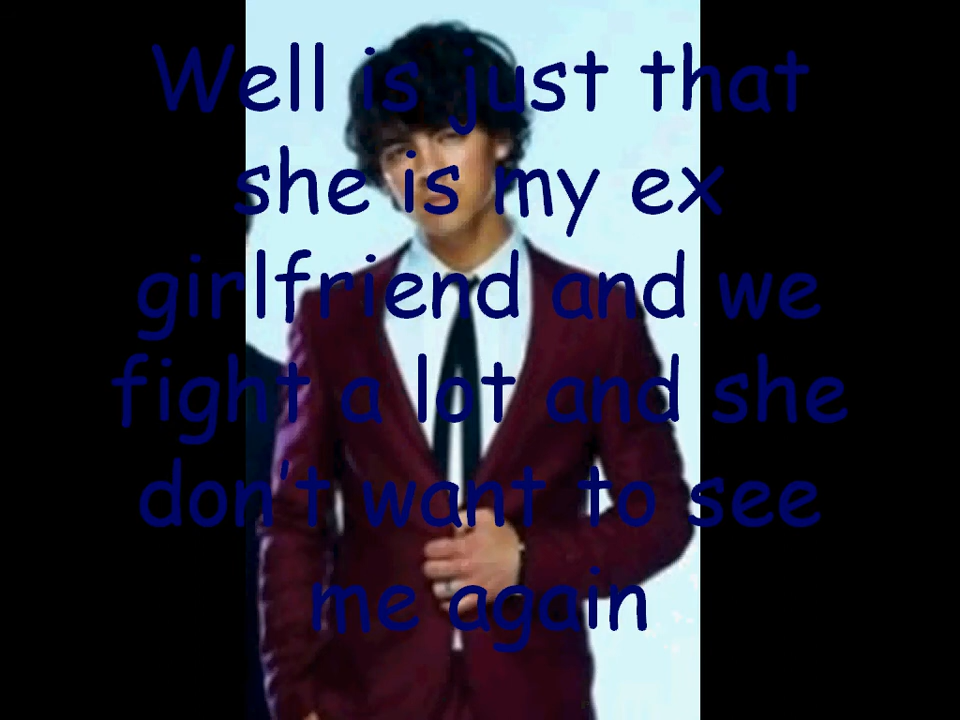 Well is just that
she is my ex
girlfriend and we
fight a lot and she
don't want to see
me again